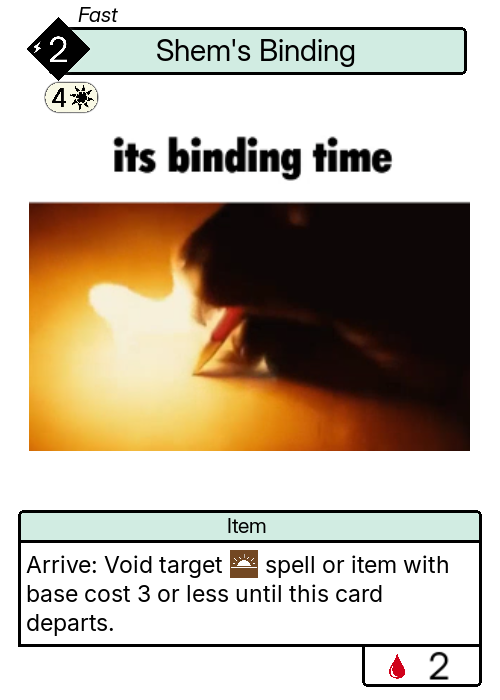 Fast
2
Shem's Binding
4
its binding time
Item
Arrive: Void target spell or item with
base cost 3 or less until this card
departs.
2